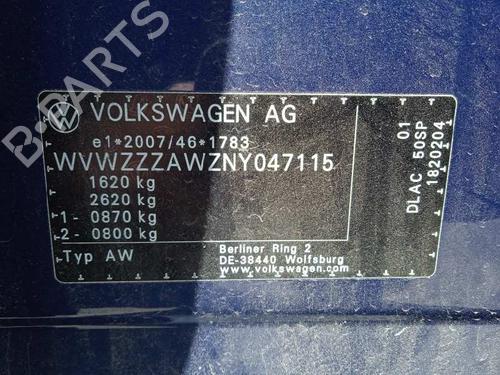 B-PARTS
VOLKSWAGEN AG
e1*2007/46*1783
WVWZZZAWZNY047115
1620 kg
2620 kg
1- 0870 kg
2- 0800 kg
Typ AW
Berliner Ring 2
DE-38440 Wolfsburg
www.volkswagen.com
01
DLAC 50SP
1820204